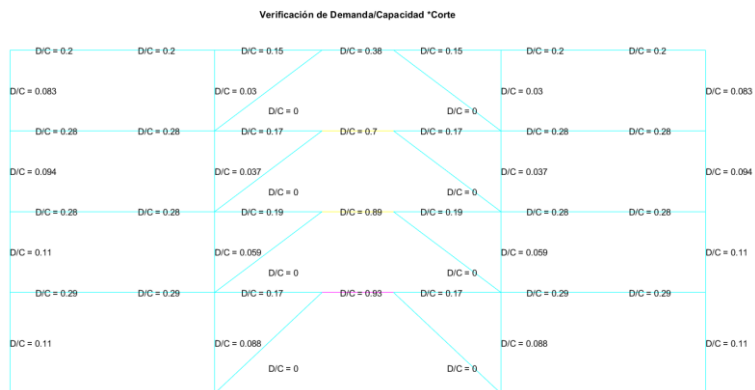 Verificación de Demanda/Capacidad *Corte
D/C = 0.2 D/C = 0.2 D/C = 0.15 D/C = 0.38 D/C = 0.15 D/C = 0.2 D/C = 0.2
D/C = 0.083 D/C = 0.03 D/C = 0.03 D/C = 0.083
D/C = 0 D/C = 0
D/C = 0.28 D/C = 0.28 D/C = 0.17 D/C = 0.7 D/C = 0.17 D/C = 0.28 D/C = 0.28
D/C = 0.094 D/C = 0.037 D/C = 0.037 D/C = 0.094
D/C = 0 D/C = 0
D/C = 0.28 D/C = 0.28 D/C = 0.19 D/C = 0.89 D/C = 0.19 D/C = 0.28 D/C = 0.28
D/C = 0.11 D/C = 0.059 D/C = 0.059 D/C = 0.11
D/C = 0 D/C = 0
D/C = 0.29 D/C = 0.29 D/C = 0.17 D/C = 0.93 D/C = 0.17 D/C = 0.29 D/C = 0.29
D/C = 0.11 D/C = 0.088 D/C = 0.088 D/C = 0.11
D/C = 0 D/C = 0